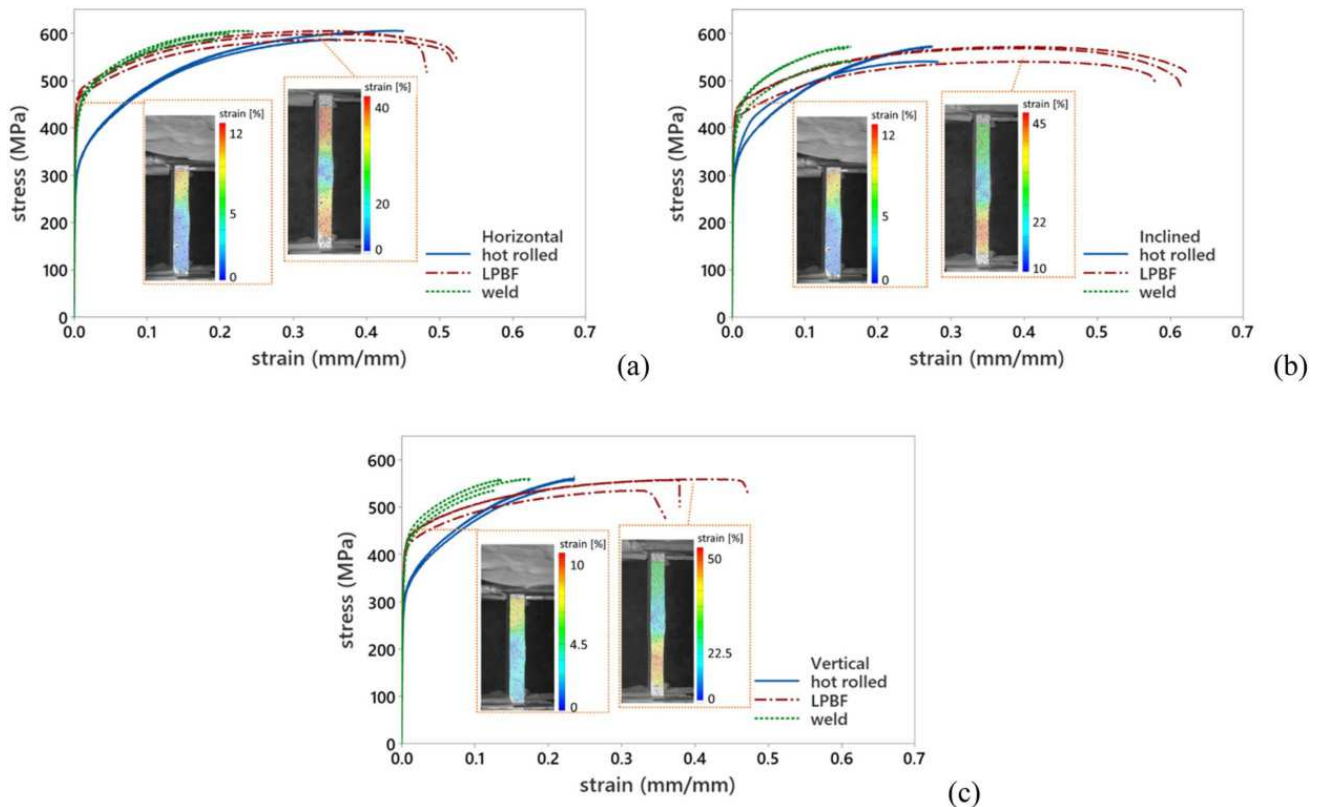 600
500
400
300
200
100
0
stress (MPa)
0.0 0.1 0.2 0.3 0.4 0.5 0.6 0.7
strain (mm/mm)
strain [%]
12
5
0
strain [%]
40
20
0
Horizontal
hot rolled
LPBF
weld
(a)
600
500
400
300
200
100
0
stress (MPa)
0.0 0.1 0.2 0.3 0.4 0.5 0.6 0.7
strain (mm/mm)
strain [%]
12
5
0
strain [%]
45
22
10
Inclined
hot rolled
LPBF
weld
(b)
600
500
400
300
200
100
0
stress (MPa)
0.0 0.1 0.2 0.3 0.4 0.5 0.6 0.7
strain (mm/mm)
strain [%]
10
4.5
0
strain [%]
50
22.5
0
Vertical
hot rolled
LPBF
weld
(c)